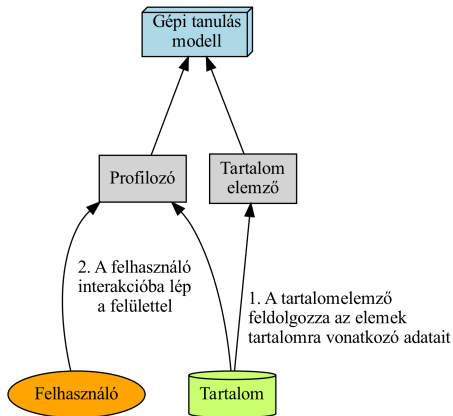 Gépi tanulás
modell
Profilozó
Tartalom
elemző
2. A felhasználó
interakcióba lép
a felülettel
1. A tartalomelemző
feldolgozza az elemek
tartalomra vonatkozó adatait
Felhasználó
Tartalom